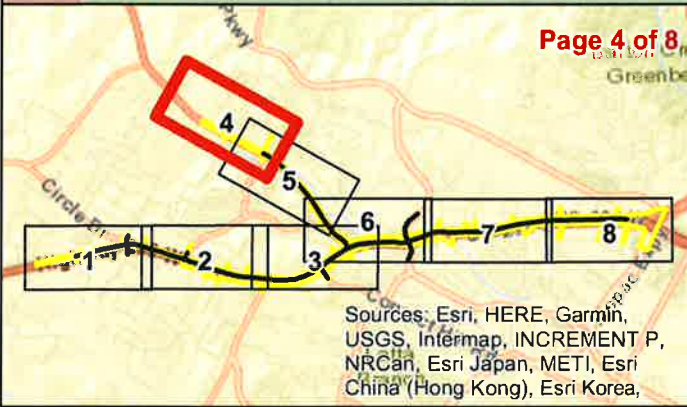 Pkwy
Page 4 of 8
Greenbe
4
5
Circle Dr
6
1
2
3
7
8
Sources: Esri, HERE, Garmin,
USGS, Intermap, INCREMENT P,
NRCan, Esri Japan, METI, Esri
China (Hong Kong), Esri Korea,